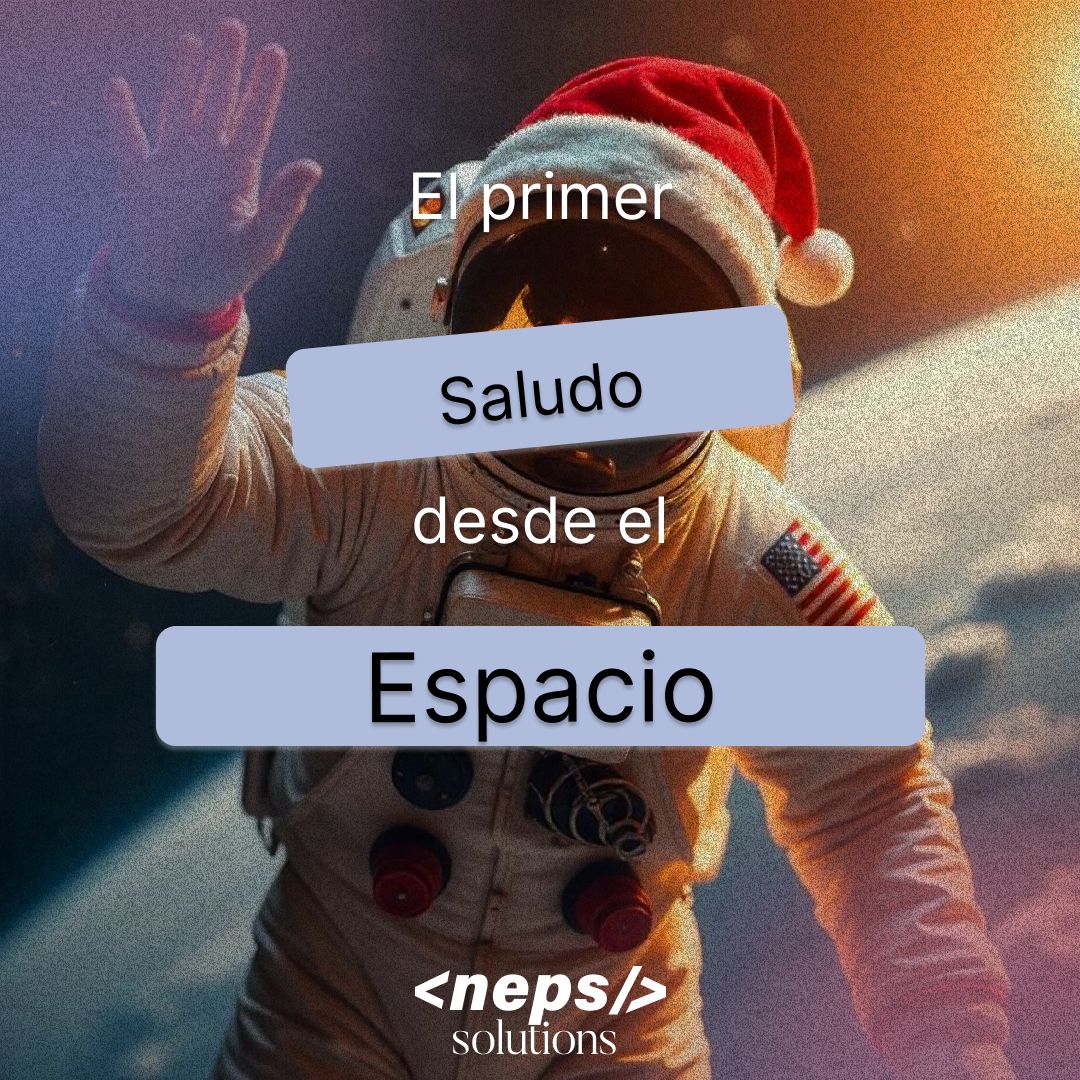 El primer
Saludo
desde el
Espacio
<neps/>
solutions